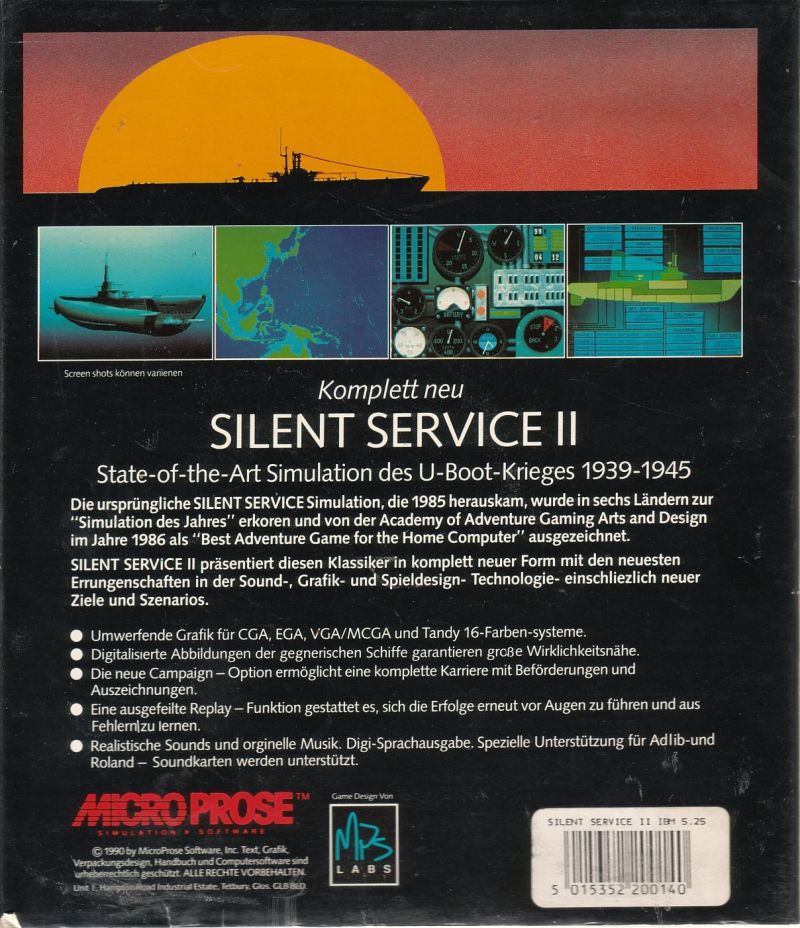 Screen shots können variienen
Komplett neu
SILENT SERVICE II
State-of-the-Art Simulation des U-Boot-Krieges 1939-1945
Die ursprüngliche SILENT SERVICE Simulation, die 1985 herauskam, wurde in sechs Ländern zur
"Simulation des Jahres" erkoren und von der Academy of Adventure Gaming Arts and Design
im Jahre 1986 als "Best Adventure Game for the Home Computer" ausgezeichnet.
SILENT SERVICE II präsentiert diesen Klassiker in komplett neuer Form mit den neuesten
Errungenschaften in der Sound-, Grafik- und Spieldesign- Technologie- einschliezlich neuer
Ziele und Szenarios.
● Umwerfende Grafik für CGA, EGA, VGA/MCGA und Tandy 16-Farben-systeme.
● Digitalisierte Abbildungen der gegnerischen Schiffe garantieren große Wirklichkeitsnähe.
● Die neue Campaign – Option ermöglicht eine komplette Karriere mit Beförderungen und
Auszeichnungen.
● Eine ausgefeilte Replay – Funktion gestattet es, sich die Erfolge erneut vor Augen zu führen und aus
Fehlern zu lernen.
● Realistische Sounds und orginelle Musik. Digi-Sprachausgabe. Spezielle Unterstützung für Adlib-und
Roland – Soundkarten werden unterstützt.
MICRO PROSE™
SIMULATION • SOFTWARE
© 1990 by MicroProse Software, Inc. Text, Grafik,
Verpackungsdesign, Handbuch und Computersoftware sind
urheberrechtlich geschützt. ALLE RECHTE VORBEHALTEN.
Unit 1, Hampton Road Industrial Estate, Tetbury, Glos. GL8 8LD.
Game Design Von
MPS
LABS
SILENT SERVICE II IBM 5.25
5 015352 200140